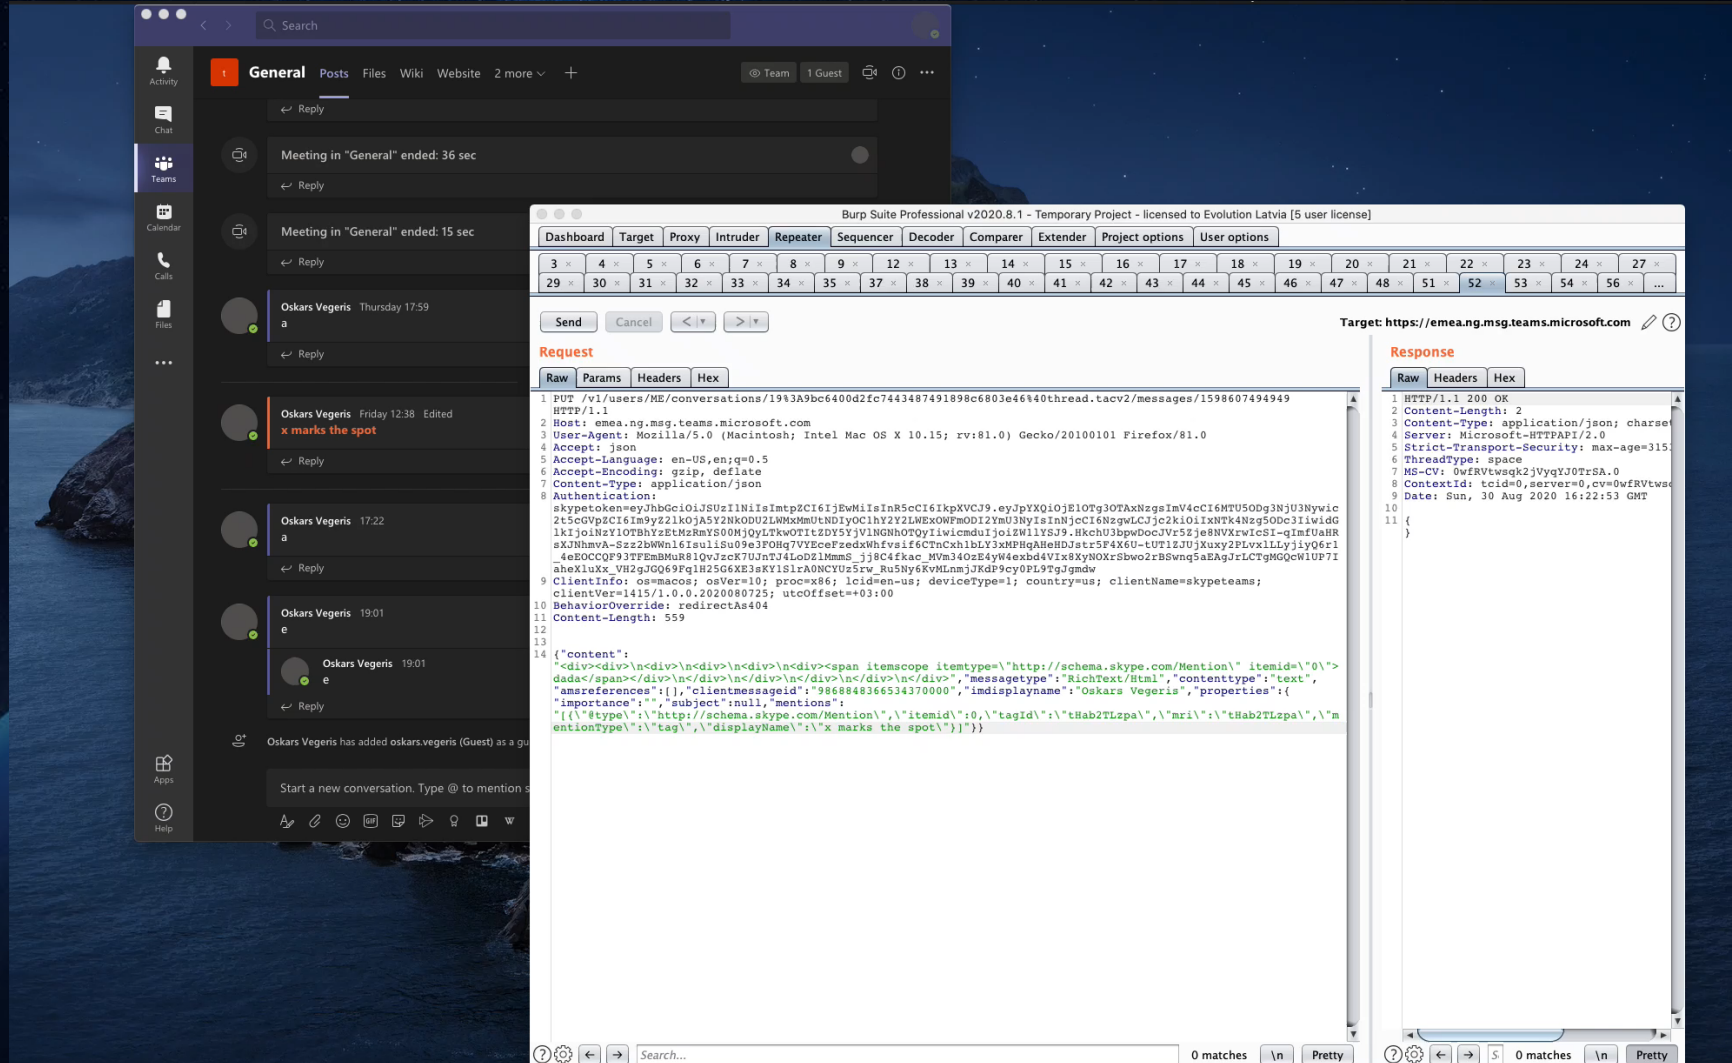 Search
Activity
Chat
Teams
Calendar
Calls
Files
Apps
Help
t General Posts Files Wiki Website 2 more Team 1 Guest
Reply
Meeting in "General" ended: 36 sec
Reply
Meeting in "General" ended: 15 sec
Reply
Oskars Vegeris Thursday 17:59
a
Reply
Oskars Vegeris Friday 12:38 Edited
x marks the spot
Reply
Oskars Vegeris 17:22
a
Reply
Oskars Vegeris 19:01
e
Oskars Vegeris 19:01
e
Reply
Oskars Vegeris has added oskars.vegeris (Guest) as a gu
Start a new conversation. Type @ to mention s
GIF
W
Burp Suite Professional v2020.8.1 - Temporary Project - licensed to Evolution Latvia [5 user license]
Dashboard Target Proxy Intruder Repeater Sequencer Decoder Comparer Extender Project options User options
3 × 4 × 5 × 6 × 7 × 8 × 9 × 12 × 13 × 14 × 15 × 16 × 17 × 18 × 19 × 20 × 21 × 22 × 23 × 24 × 27 ×
29 × 30 × 31 × 32 × 33 × 34 × 35 × 37 × 38 × 39 × 40 × 41 × 42 × 43 × 44 × 45 × 46 × 47 × 48 × 51 × 52 × 53 × 54 × 56 × ...
Send Cancel < > Target: https://emea.ng.msg.teams.microsoft.com ?
Request
Raw Params Headers Hex
1 PUT /v1/users/ME/conversations/19%3A9bc6400d2fc7443487491898c6803e46%40thread.tacv2/messages/1598607494949
HTTP/1.1
2 Host: emea.ng.msg.teams.microsoft.com
3 User-Agent: Mozilla/5.0 (Macintosh; Intel Mac OS X 10.15; rv:81.0) Gecko/20100101 Firefox/81.0
4 Accept: json
5 Accept-Language: en-US,en;q=0.5
6 Accept-Encoding: gzip, deflate
7 Content-Type: application/json
8 Authentication:
9 ClientInfo: os=macos; osVer=10; proc=x86; lcid=en-us; deviceType=1; country=us; clientName=skypeteams;
clientVer=1415/1.0.0.2020080725; utcOffset=+03:00
10 BehaviorOverride: redirectAs404
11 Content-Length: 559
12
13
14 {"content":
"<div><div>\n<div>\n<div>\n<div>\n<div><span itemscope itemtype=\"http://schema.skype.com/Mention\" itemid=\"0\">
dada</span></div>\n</div>\n</div>\n</div>\n</div></div>","messagetype":"RichText/Html","contenttype":"text",
"amsreferences":[],"clientmessageid":"9868848366534370000","imdisplayname":"Oskars Vegeris","properties":{
"importance":"","subject":null,"mentions":
"[{\"@type\":\"http://schema.skype.com/Mention\",\"itemid\":0,\"tagId\":\"tHab2TLzpa\",\"mri\":\"tHab2TLzpa\",\"m
entionType\":\"tag\",\"displayName\":\"x marks the spot\"}]"}}
? Search... 0 matches \n Pretty
Response
Raw Headers Hex
1 HTTP/1.1 200 OK
2 Content-Length: 2
3 Content-Type: application/json; charset
4 Server: Microsoft-HTTPAPI/2.0
5 Strict-Transport-Security: max-age=3153
6 ThreadType: space
7 MS-CV: 0wfRVtwsqk2jVyqYJ0TrSA.0
8 ContextId: tcid=0,server=0,cv=0wfRVtws
9 Date: Sun, 30 Aug 2020 16:22:53 GMT
10
11 {
}
? S 0 matches \n Pretty